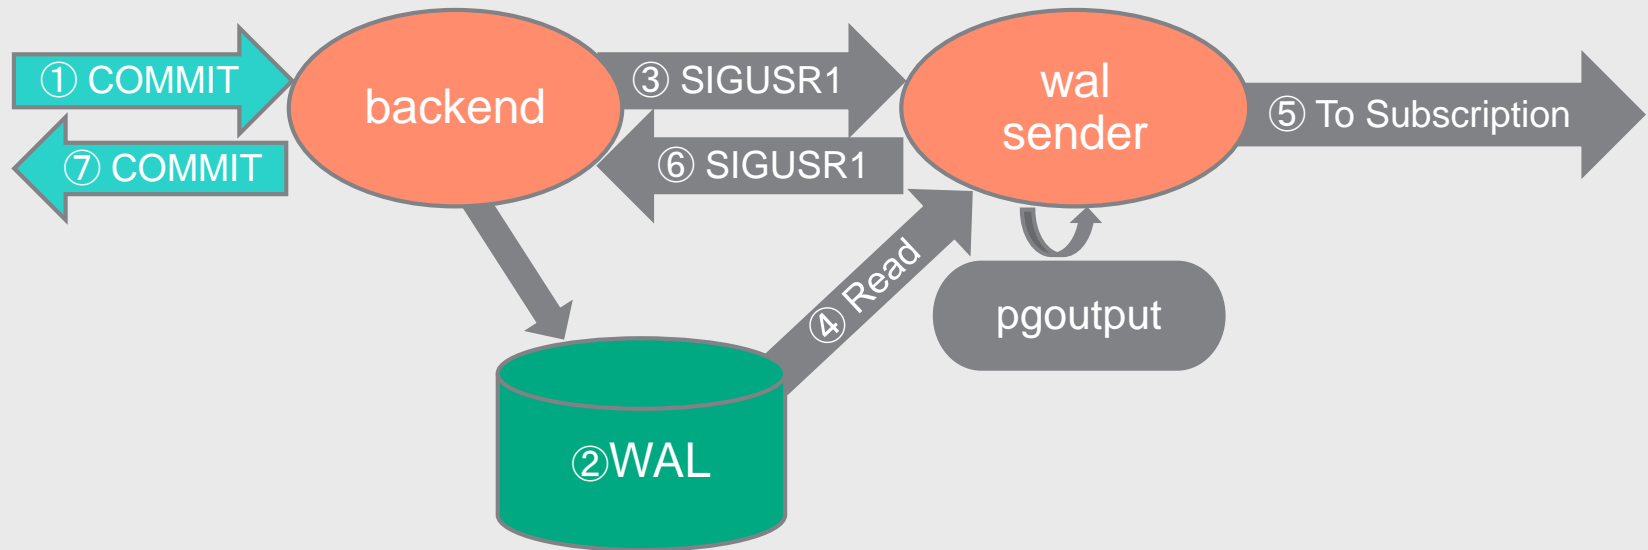 ① COMMIT
backend
③ SIGUSR1
wal
sender
⑤ To Subscription
⑦ COMMIT
⑥ SIGUSR1
④ Read
pgoutput
②WAL